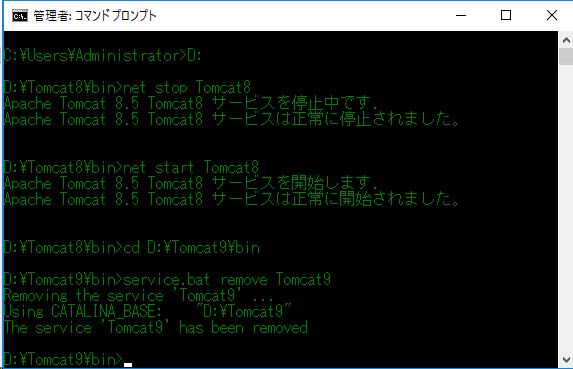 管理者: コマンドプロンプト
C:¥Users¥Administrator>D:
D:¥Tomcat8¥bin>net stop Tomcat8
Apache Tomcat 8.5 Tomcat8 サービスを停止中です.
Apache Tomcat 8.5 Tomcat8 サービスは正常に停止されました。
D:¥Tomcat8¥bin>net start Tomcat8
Apache Tomcat 8.5 Tomcat8 サービスを開始します.
Apache Tomcat 8.5 Tomcat8 サービスは正常に開始されました。
D:¥Tomcat8¥bin>cd D:¥Tomcat9¥bin
D:¥Tomcat9¥bin>service.bat remove Tomcat9
Removing the service 'Tomcat9' ...
Using CATALINA_BASE:    "D:¥Tomcat9"
The service 'Tomcat9' has been removed
D:¥Tomcat9¥bin>